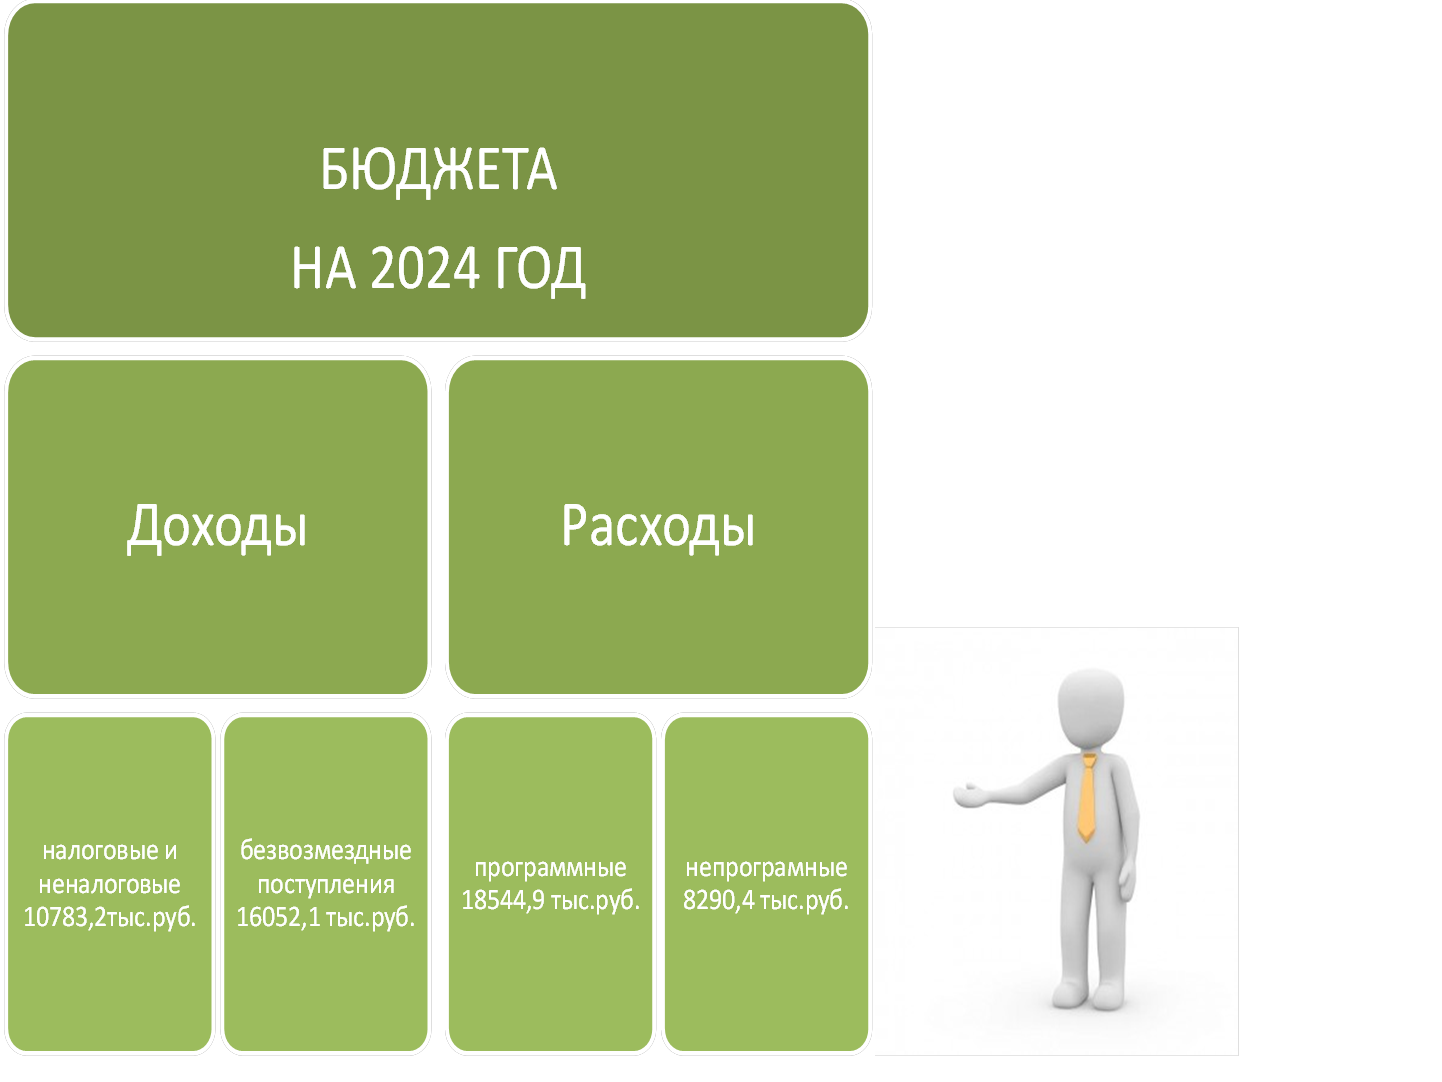 БЮДЖЕТА
НА 2024 ГОД
Доходы
Расходы
налоговые и
неналоговые
10783,2тыс.руб.
безвозмездные
поступления
16052,1 тыс.руб.
программные
18544,9 тыс.руб.
непрограмные
8290,4 тыс.руб.